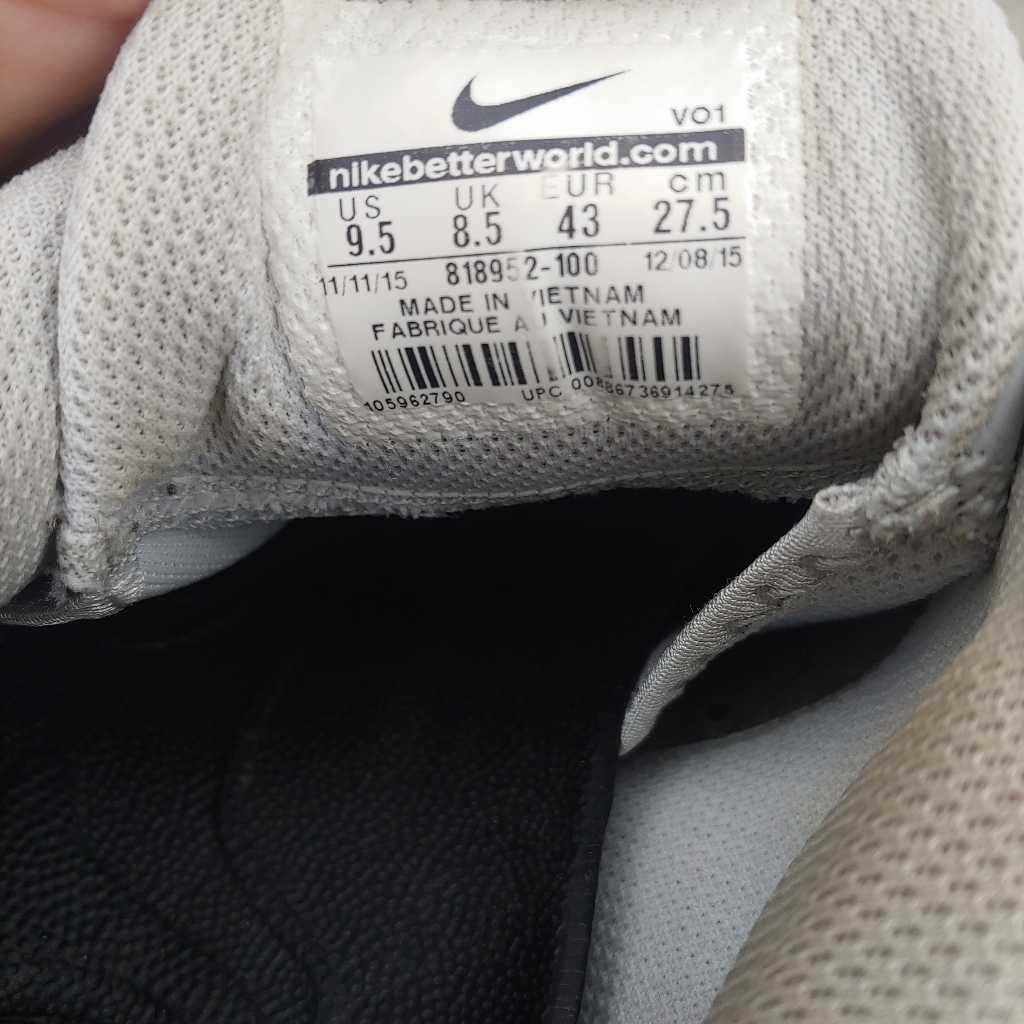 VO1
nikebetterworld.com
US UK EUR cm
9.5 8.5 43 27.5
11/11/15 818952-100 12/08/15
MADE IN VIETNAM
FABRIQUE AU VIETNAM
105962790 UPC 00886736914275